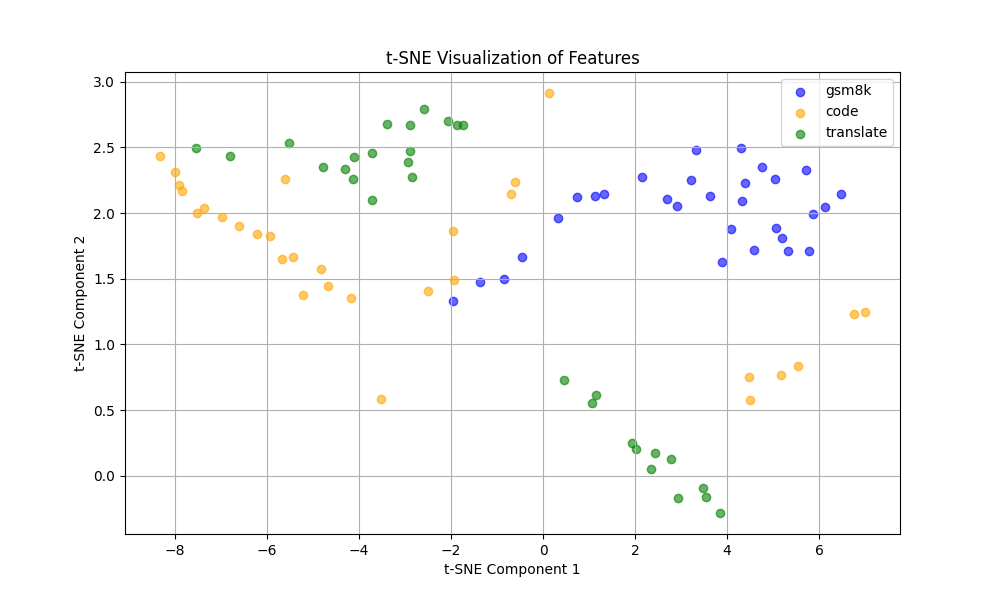 t-SNE Visualization of Features
gsm8k
code
translate
3.0
2.5
2.0
1.5
1.0
0.5
0.0
t-SNE Component 2
−8 −6 −4 −2 0 2 4 6
t-SNE Component 1